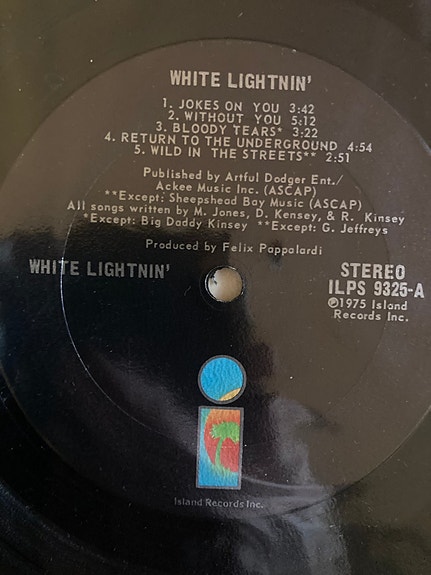 WHITE LIGHTNIN'
1. JOKES ON YOU 3:42
2. WITHOUT YOU 5:12
3. BLOODY TEARS* 3:22
4. RETURN TO THE UNDERGROUND 4:54
5. WILD IN THE STREETS** 2:51
Published by Artful Dodger Ent./
Ackee Music Inc. (ASCAP)
**Except: Sheepshead Bay Music (ASCAP)
All songs written by M. Jones, D. Kensey, & R. Kinsey
*Except: Big Daddy Kinsey **Except: G. Jeffreys
Produced by Felix Pappalardi
WHITE LIGHTNIN'
STEREO
ILPS 9325-A
℗1975 Island
Records Inc.
Island Records Inc.